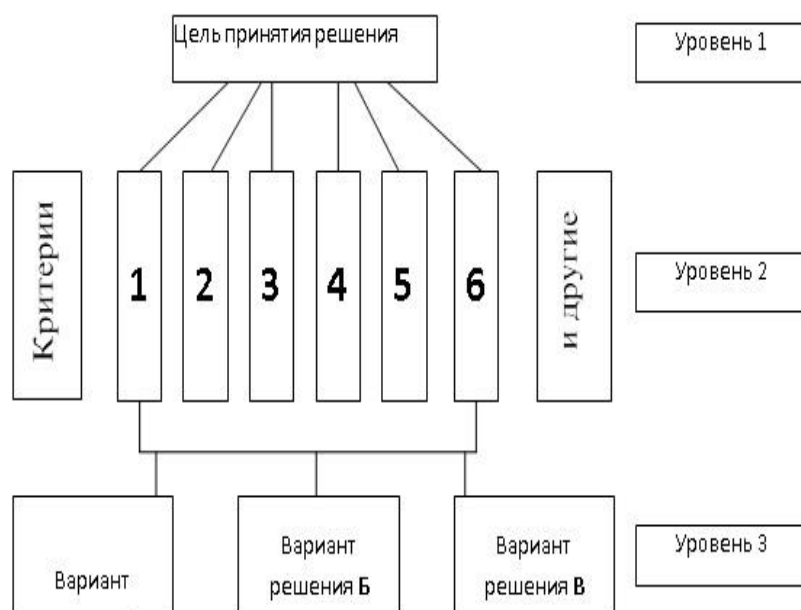 Цель принятия решения
Уровень 1
Критерии
1
2
3
4
5
6
и другие
Уровень 2
Вариант
Вариант
решения Б
Вариант
решения В
Уровень 3